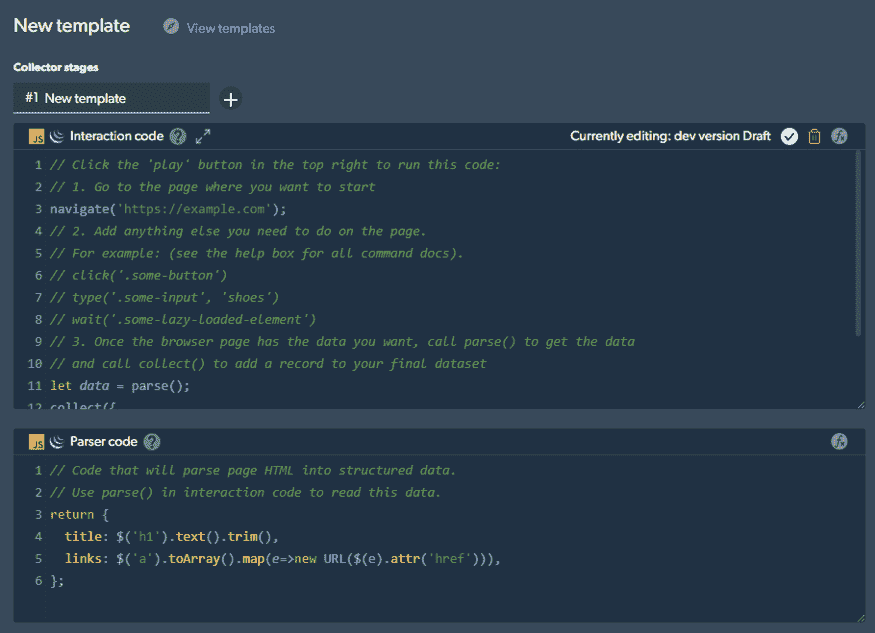 New template
View templates
Collector stages
#1 New template
+
JS Interaction code ? Currently editing: dev version Draft
1 // Click the 'play' button in the top right to run this code:
2 // 1. Go to the page where you want to start
3 navigate('https://example.com');
4 // 2. Add anything else you need to do on the page.
5 // For example: (see the help box for all command docs).
6 // click('.some-button')
7 // type('.some-input', 'shoes')
8 // wait('.some-lazy-loaded-element')
9 // 3. Once the browser page has the data you want, call parse() to get the data
10 // and call collect() to add a record to your final dataset
11 let data = parse();
12 collect({
JS Parser code ?
1 // Code that will parse page HTML into structured data.
2 // Use parse() in interaction code to read this data.
3 return {
4 title: $('h1').text().trim(),
5 links: $('a').toArray().map(e=>new URL($(e).attr('href'))),
6 };